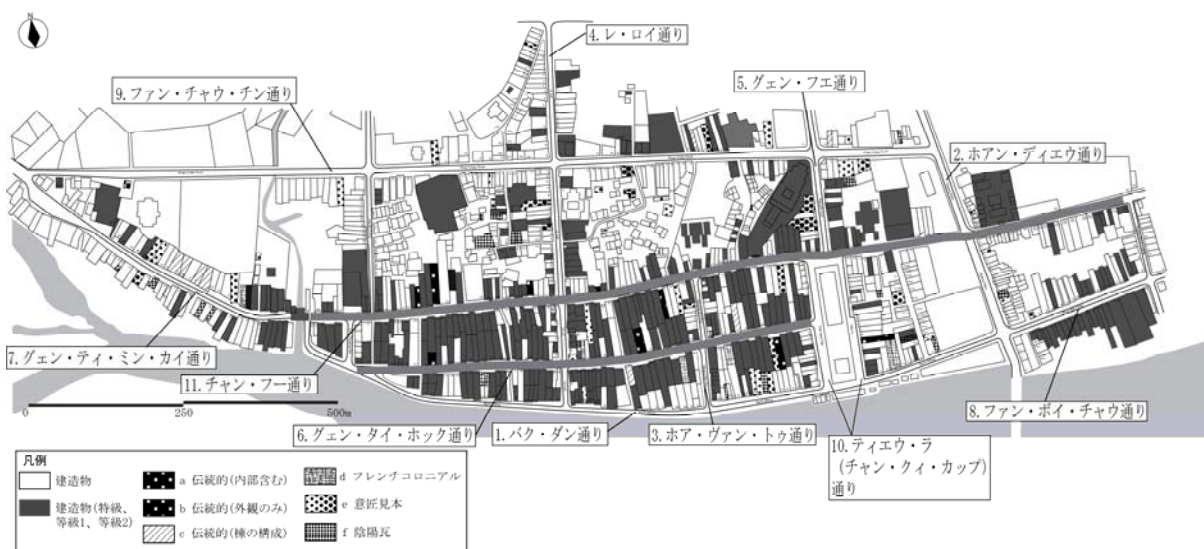 N
4. レ・ロイ通り
5. グェン・フエ通り
9. ファン・チャウ・チン通り
2. ホアン・ディエウ通り
7. グェン・ティ・ミン・カイ通り
11. チャン・フー通り
0 250 500m
6. グェン・タイ・ホック通り
1. バク・ダン通り
3. ホア・ヴァン・トゥ通り
8. ファン・ボイ・チャウ通り
10. ティエウ・ラ
(チャン・クィ・カップ)
通り
凡例
建造物
建造物(特級、
等級1、等級2)
a 伝統的(内部含む)
b 伝統的(外観のみ)
c 伝統的(棟の構成)
d フレンチコロニアル
e 意匠見本
f 陰陽瓦